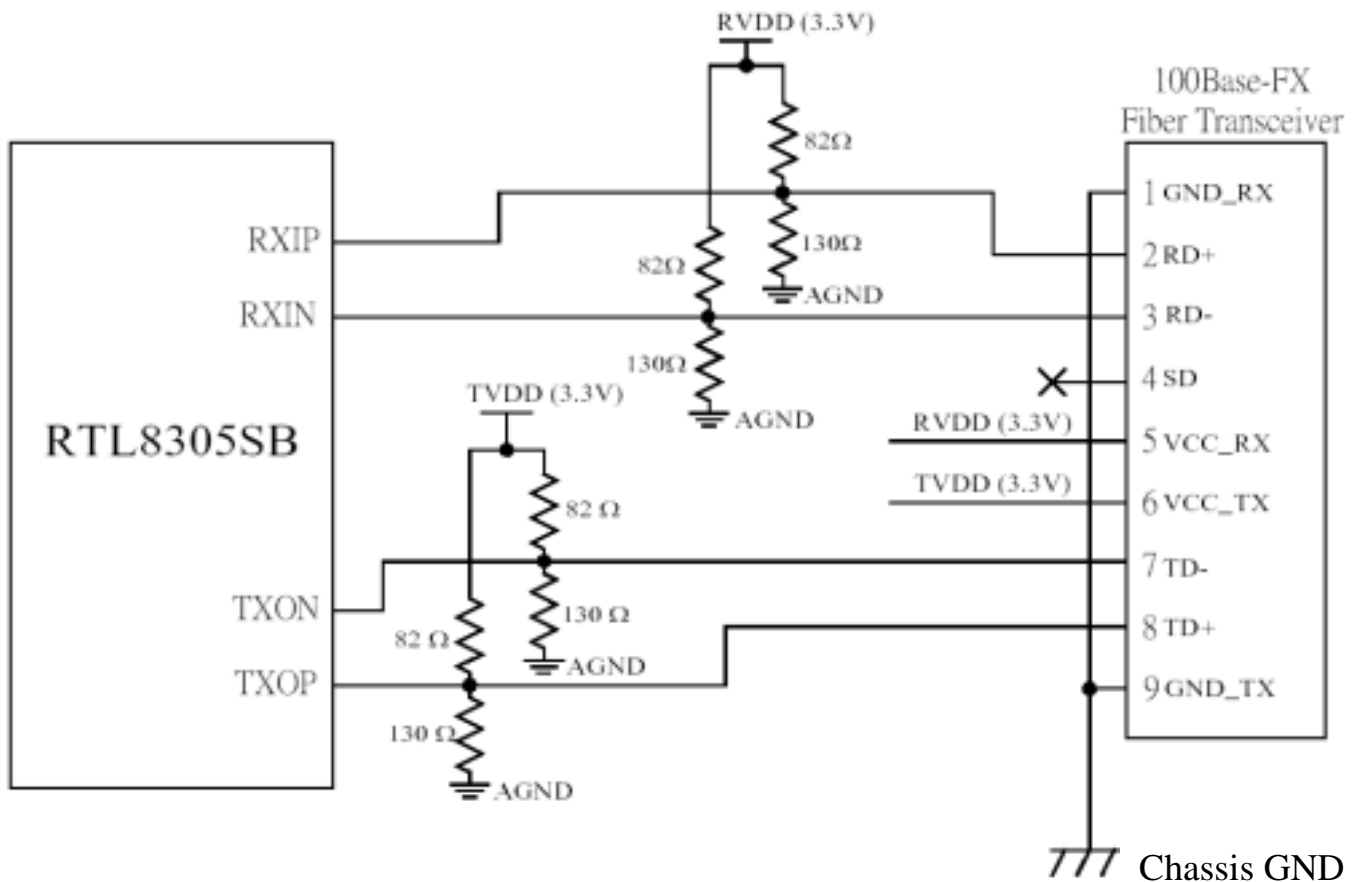 RVDD (3.3V)
100Base-FX
Fiber Transceiver
82Ω
1 GND_RX
RXIP
130Ω
2 RD+
82Ω
AGND
RXIN
3 RD-
130Ω
4 SD
TVDD (3.3V)
AGND
RVDD (3.3V)
5 VCC_RX
RTL8305SB
TVDD (3.3V)
6 VCC_TX
82 Ω
7 TD-
TXON
130 Ω
8 TD+
82 Ω
AGND
TXOP
9 GND_TX
130 Ω
AGND
Chassis GND